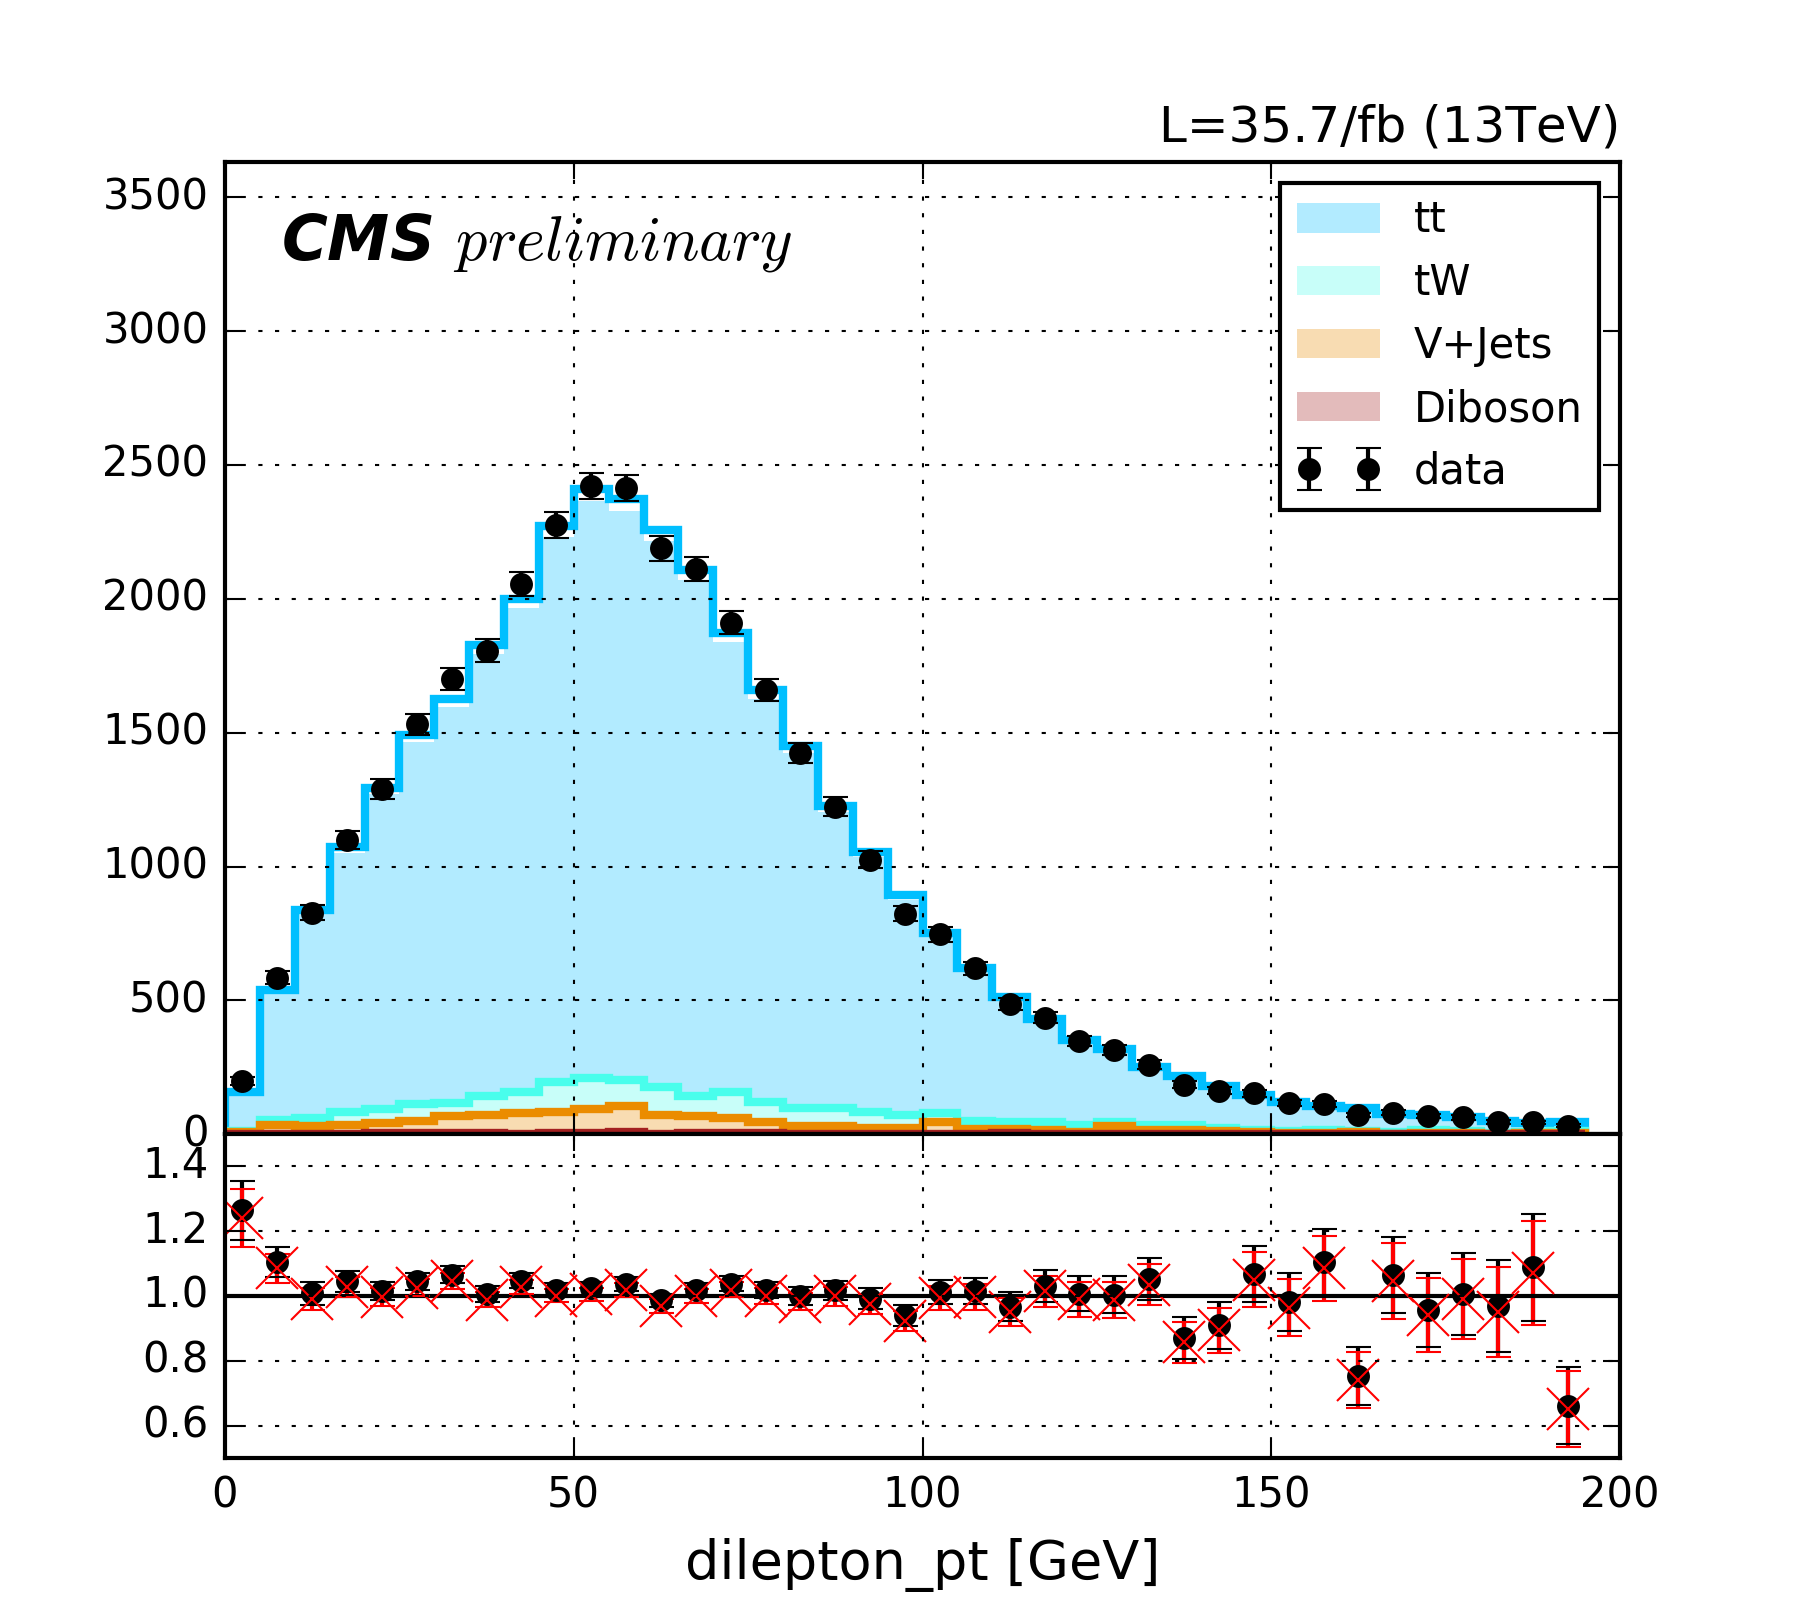 L=35.7/fb (13TeV)
CMS preliminary
3500
3000
2500
2000
1500
1000
500
0
tt
tW
V+Jets
Diboson
data
1.4
1.2
1.0
0.8
0.6
0 50 100 150 200
dilepton_pt [GeV]